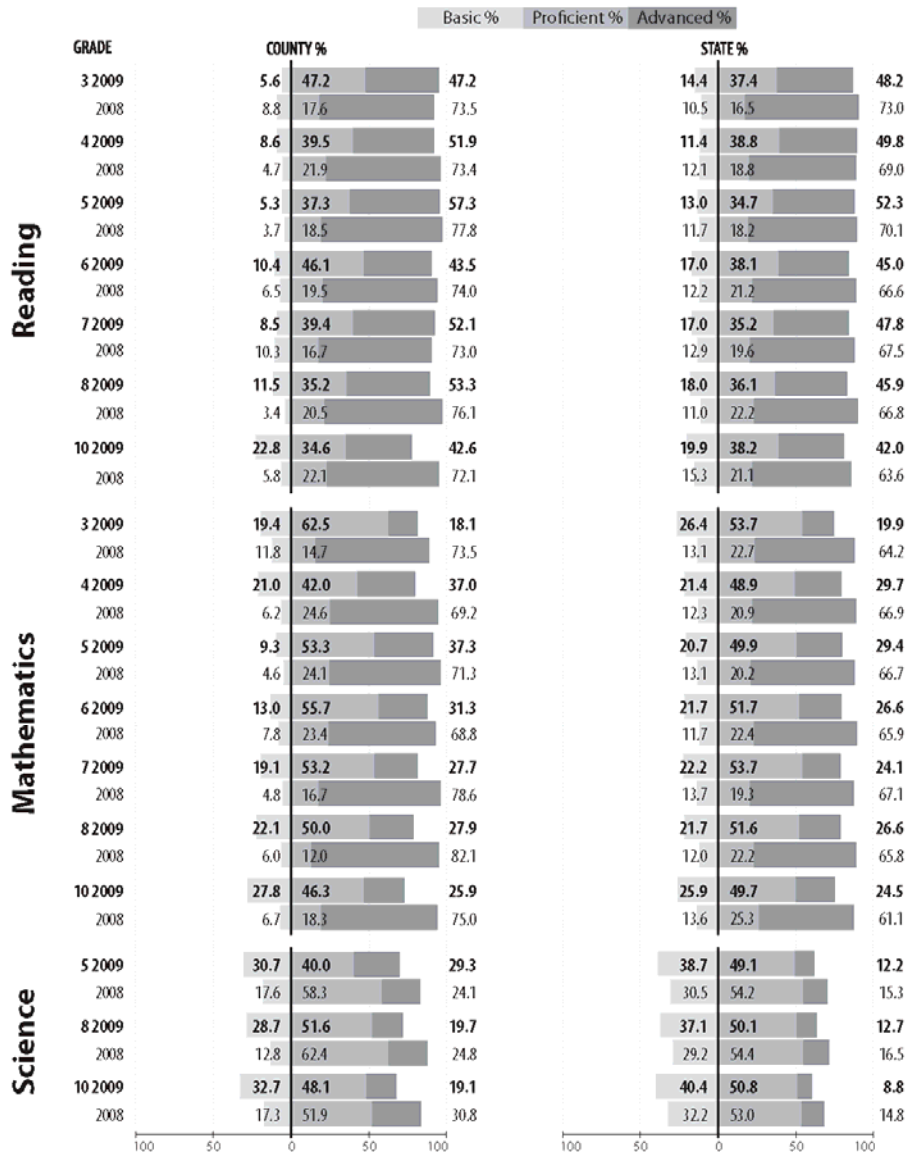 Basic % Proficient % Advanced %
GRADE COUNTY % STATE %
Reading
3 2009 5.6 47.2 47.2 14.4 37.4 48.2
2008 8.8 17.6 73.5 10.5 16.5 73.0
4 2009 8.6 39.5 51.9 11.4 38.8 49.8
2008 4.7 21.9 73.4 12.1 18.8 69.0
5 2009 5.3 37.3 57.3 13.0 34.7 52.3
2008 3.7 18.5 77.8 11.7 18.2 70.1
6 2009 10.4 46.1 43.5 17.0 38.1 45.0
2008 6.5 19.5 74.0 12.2 21.2 66.6
7 2009 8.5 39.4 52.1 17.0 35.2 47.8
2008 10.3 16.7 73.0 12.9 19.6 67.5
8 2009 11.5 35.2 53.3 18.0 36.1 45.9
2008 3.4 20.5 76.1 11.0 22.2 66.8
10 2009 22.8 34.6 42.6 19.9 38.2 42.0
2008 5.8 22.1 72.1 15.3 21.1 63.6
Mathematics
3 2009 19.4 62.5 18.1 26.4 53.7 19.9
2008 11.8 14.7 73.5 13.1 22.7 64.2
4 2009 21.0 42.0 37.0 21.4 48.9 29.7
2008 6.2 24.6 69.2 12.3 20.9 66.9
5 2009 9.3 53.3 37.3 20.7 49.9 29.4
2008 4.6 24.1 71.3 13.1 20.2 66.7
6 2009 13.0 55.7 31.3 21.7 51.7 26.6
2008 7.8 23.4 68.8 11.7 22.4 65.9
7 2009 19.1 53.2 27.7 22.2 53.7 24.1
2008 4.8 16.7 78.6 13.7 19.3 67.1
8 2009 22.1 50.0 27.9 21.7 51.6 26.6
2008 6.0 12.0 82.1 12.0 22.2 65.8
10 2009 27.8 46.3 25.9 25.9 49.7 24.5
2008 6.7 18.3 75.0 13.6 25.3 61.1
Science
5 2009 30.7 40.0 29.3 38.7 49.1 12.2
2008 17.6 58.3 24.1 30.5 54.2 15.3
8 2009 28.7 51.6 19.7 37.1 50.1 12.7
2008 12.8 62.4 24.8 29.2 54.4 16.5
10 2009 32.7 48.1 19.1 40.4 50.8 8.8
2008 17.3 51.9 30.8 32.2 53.0 14.8
100 50 0 50 100 100 50 0 50 100